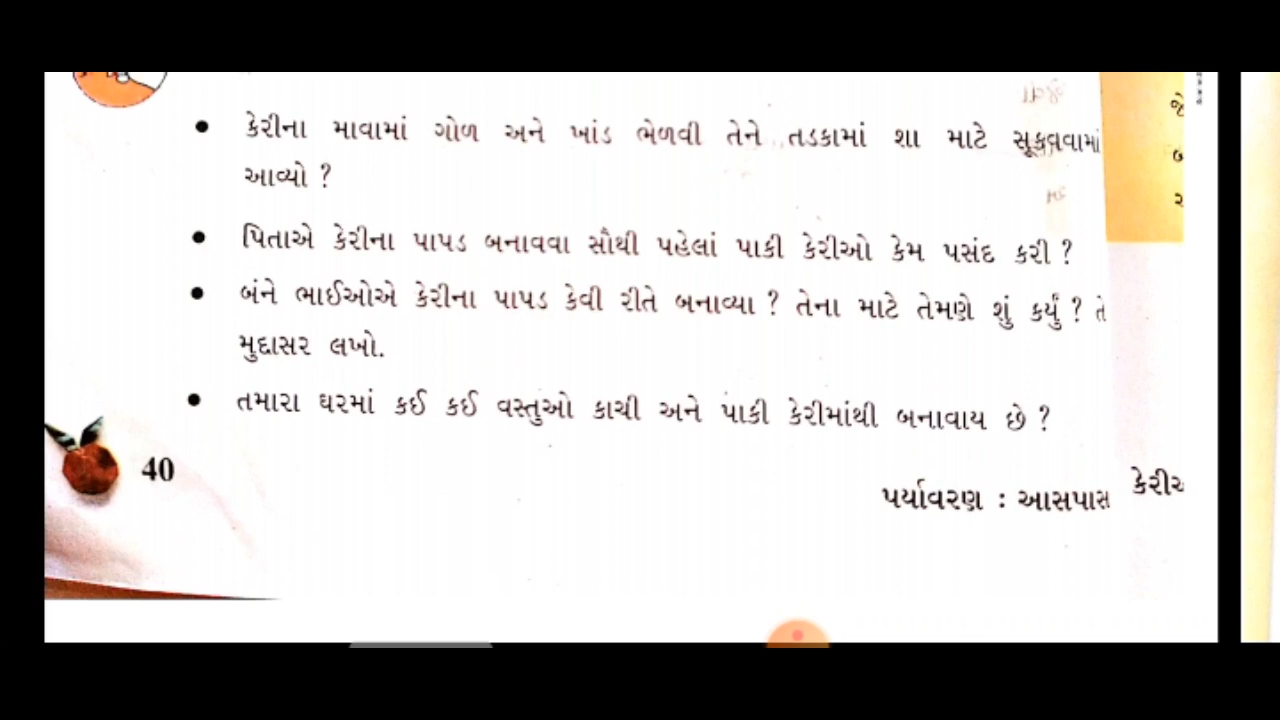 કેરીના માવામાં ગોળ અને ખાંડ ભેળવી તેને તડકામાં શા માટે સૂકવવામાં
આવ્યો ?
પિતાએ કેરીના પાપડ બનાવવા સૌથી પહેલાં પાકી કેરીઓ કેમ પસંદ કરી ?
બંને ભાઈઓએ કેરીના પાપડ કેવી રીતે બનાવ્યા ? તેના માટે તેમણે શું કર્યું ? તે
મુદ્દાસર લખો.
તમારા ઘરમાં કઈ કઈ વસ્તુઓ કાચી અને પાકી કેરીમાંથી બનાવાય છે ?
40
પર્યાવરણ : આસપાસ